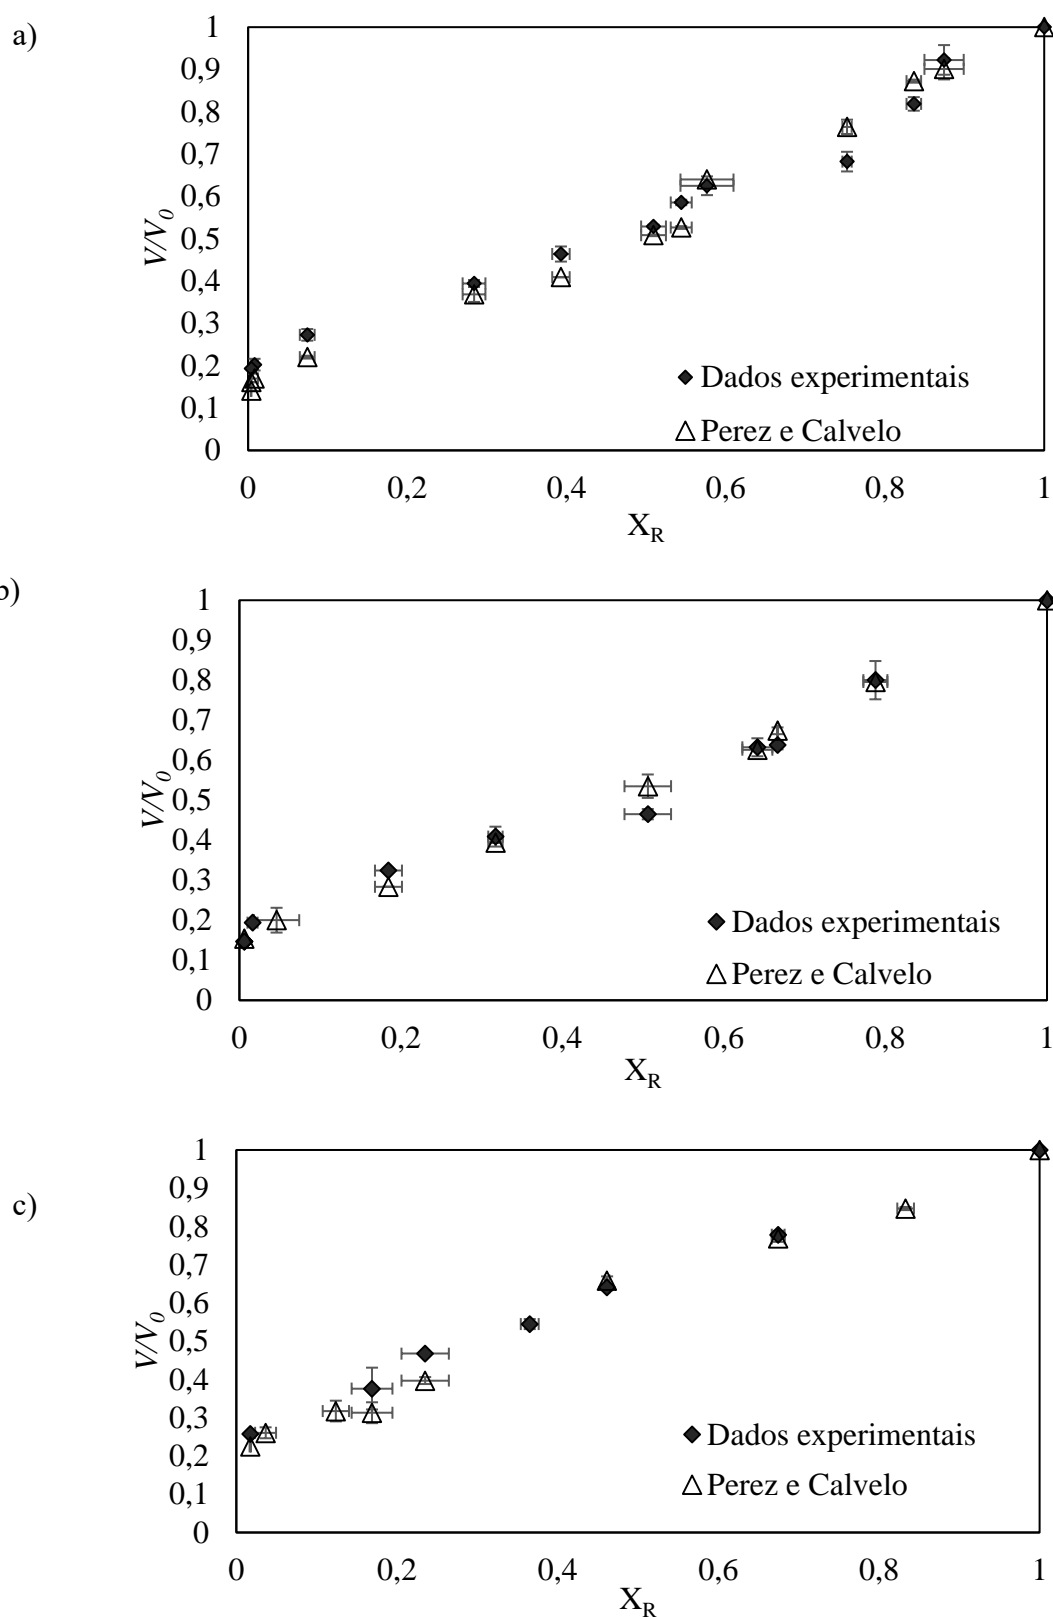 a)
1
0,9
0,8
0,7
0,6
0,5
0,4
0,3
0,2
0,1
0
V/V0
Dados experimentais
Perez e Calvelo
0 0,2 0,4 0,6 0,8 1
XR
b)
1
0,9
0,8
0,7
0,6
0,5
0,4
0,3
0,2
0,1
0
V/V0
Dados experimentais
Perez e Calvelo
0 0,2 0,4 0,6 0,8 1
XR
c)
1
0,9
0,8
0,7
0,6
0,5
0,4
0,3
0,2
0,1
0
V/V0
Dados experimentais
Perez e Calvelo
0 0,2 0,4 0,6 0,8 1
XR